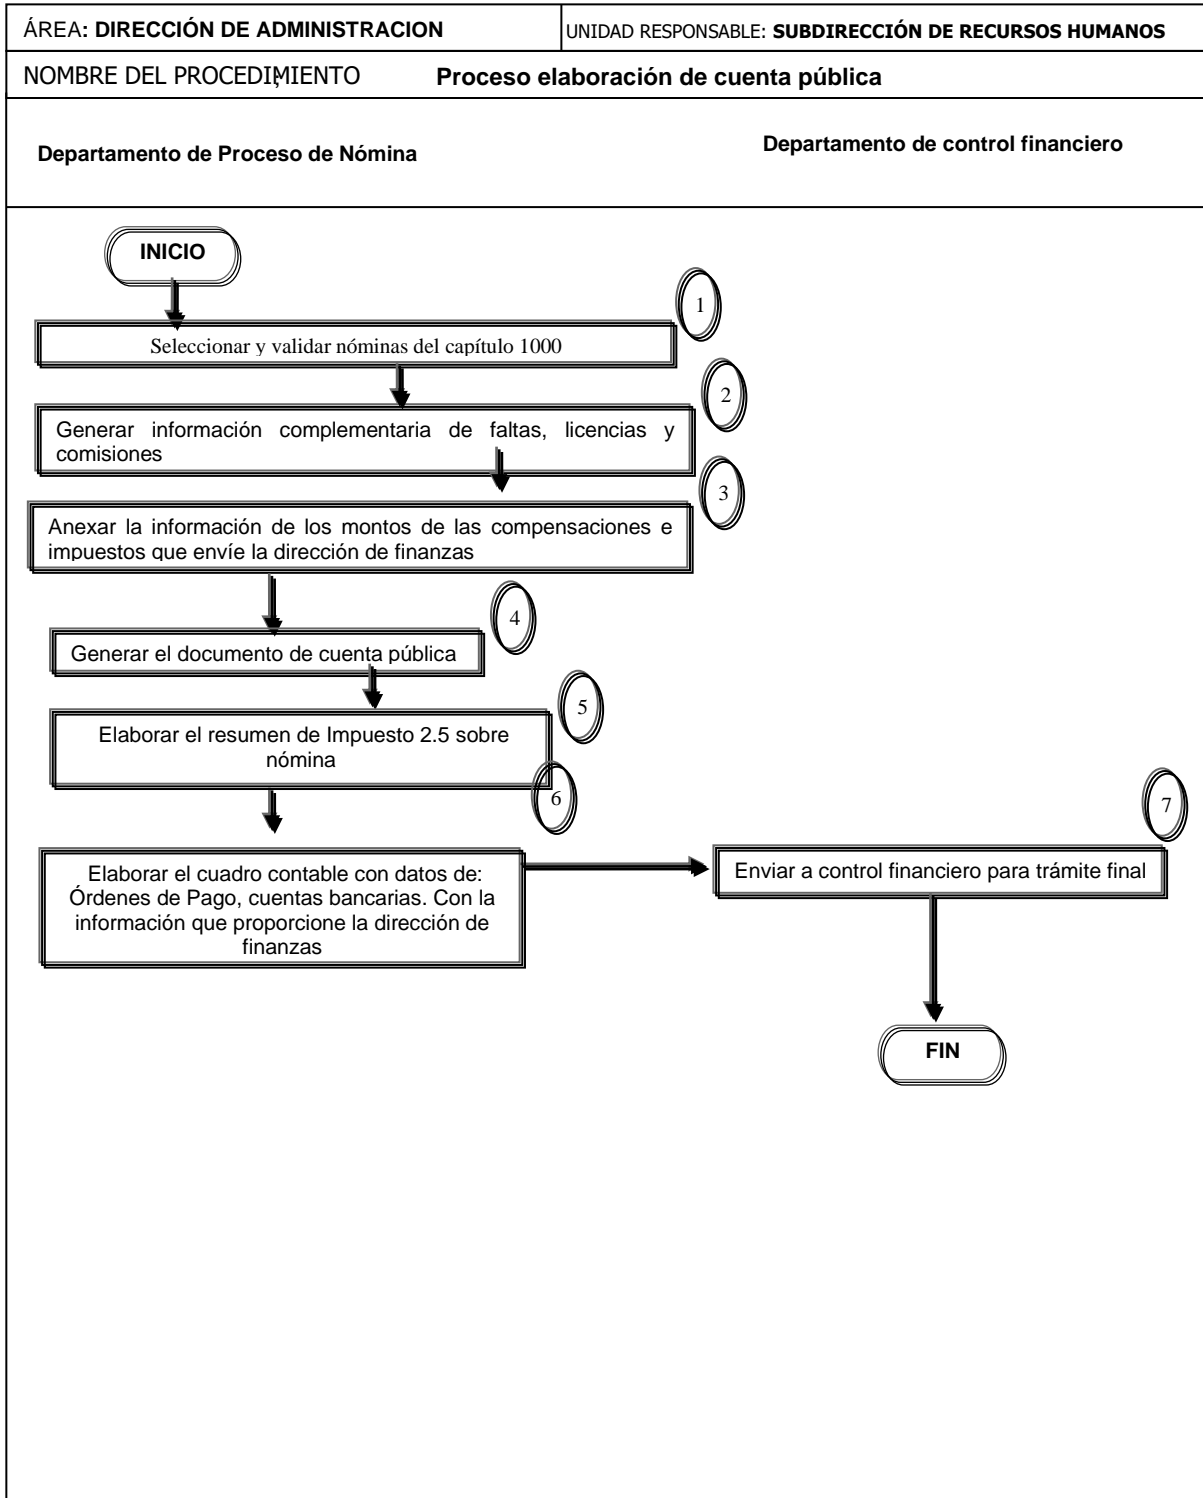 ÁREA: DIRECCIÓN DE ADMINISTRACION
UNIDAD RESPONSABLE: SUBDIRECCIÓN DE RECURSOS HUMANOS
NOMBRE DEL PROCEDIMIENTO:
Proceso elaboración de cuenta pública
Departamento de Proceso de Nómina
Departamento de control financiero
INICIO
1
Seleccionar y validar nóminas del capítulo 1000
2
Generar información complementaria de faltas, licencias y
comisiones
3
Anexar la información de los montos de las compensaciones e
impuestos que envíe la dirección de finanzas
4
Generar el documento de cuenta pública
5
Elaborar el resumen de Impuesto 2.5 sobre
nómina
6
Elaborar el cuadro contable con datos de:
Órdenes de Pago, cuentas bancarias. Con la
información que proporcione la dirección de
finanzas
7
Enviar a control financiero para trámite final
FIN